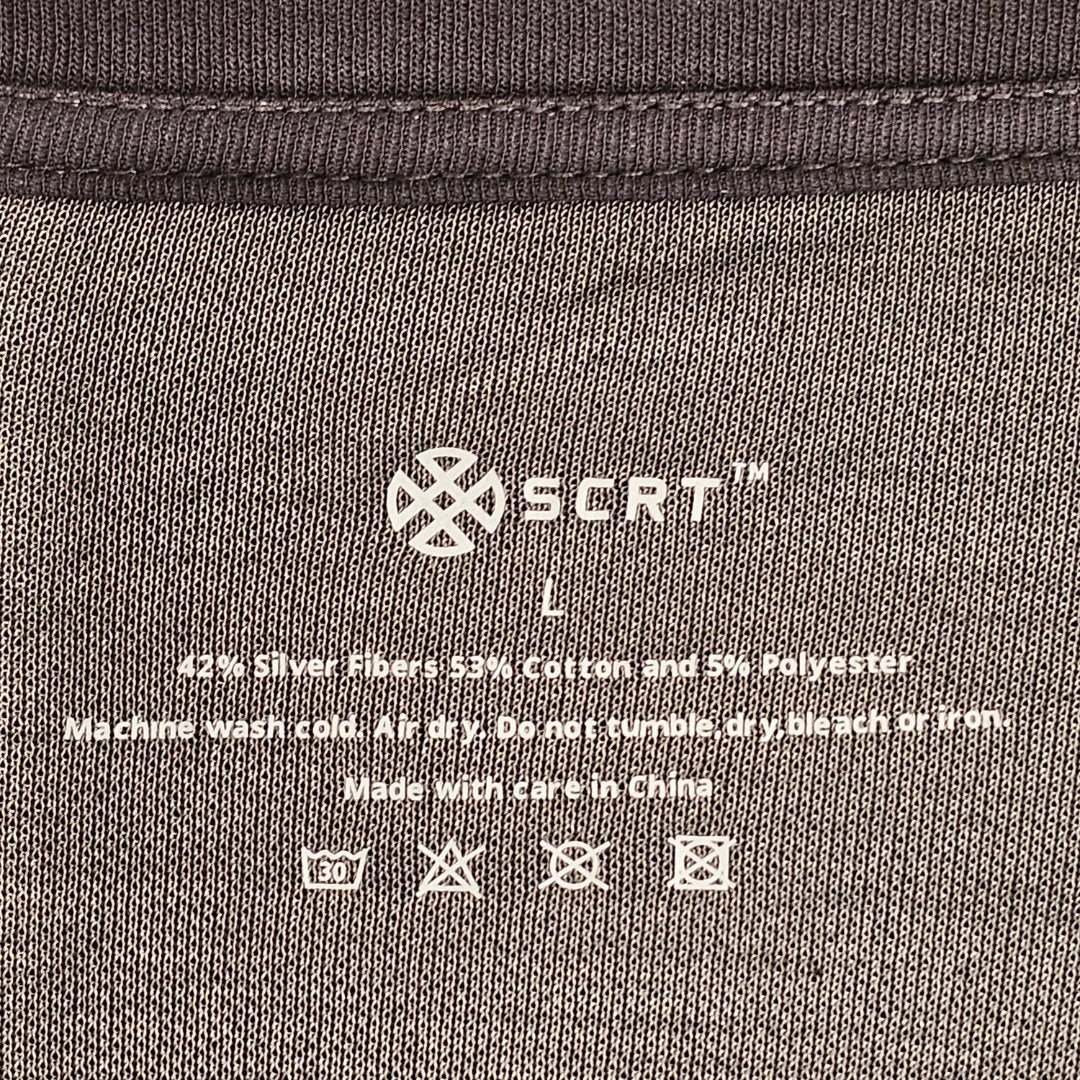 SCRT™
L
42% Silver Fibers 53% Cotton and 5% Polyester
Machine wash cold. Air dry. Do not tumble,dry,bleach or iron.
Made with care in China
30